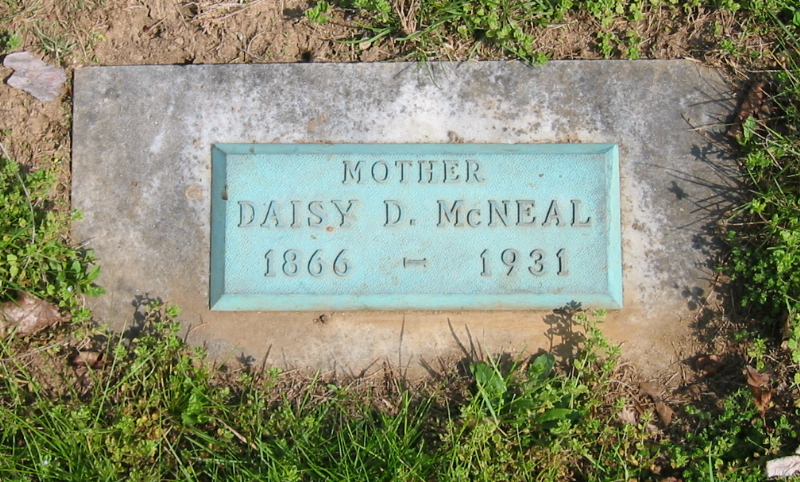 MOTHER
DAISY D. McNEAL
1866 - 1931